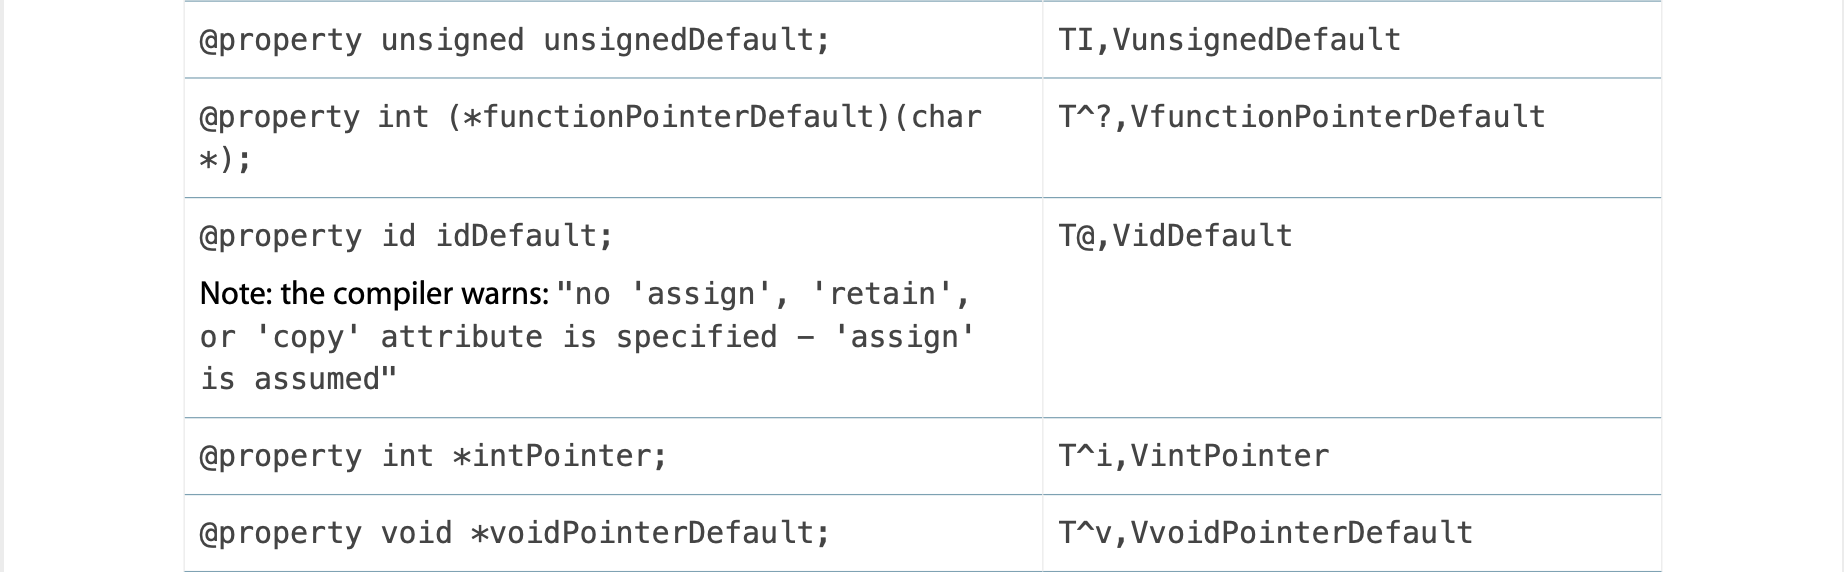 @property unsigned unsignedDefault;
TI,VunsignedDefault
@property int (*functionPointerDefault)(char
*);
T^?,VfunctionPointerDefault
@property id idDefault;
T@,VidDefault
Note: the compiler warns: "no 'assign', 'retain',
or 'copy' attribute is specified – 'assign'
is assumed"
@property int *intPointer;
T^i,VintPointer
@property void *voidPointerDefault;
T^v,VvoidPointerDefault